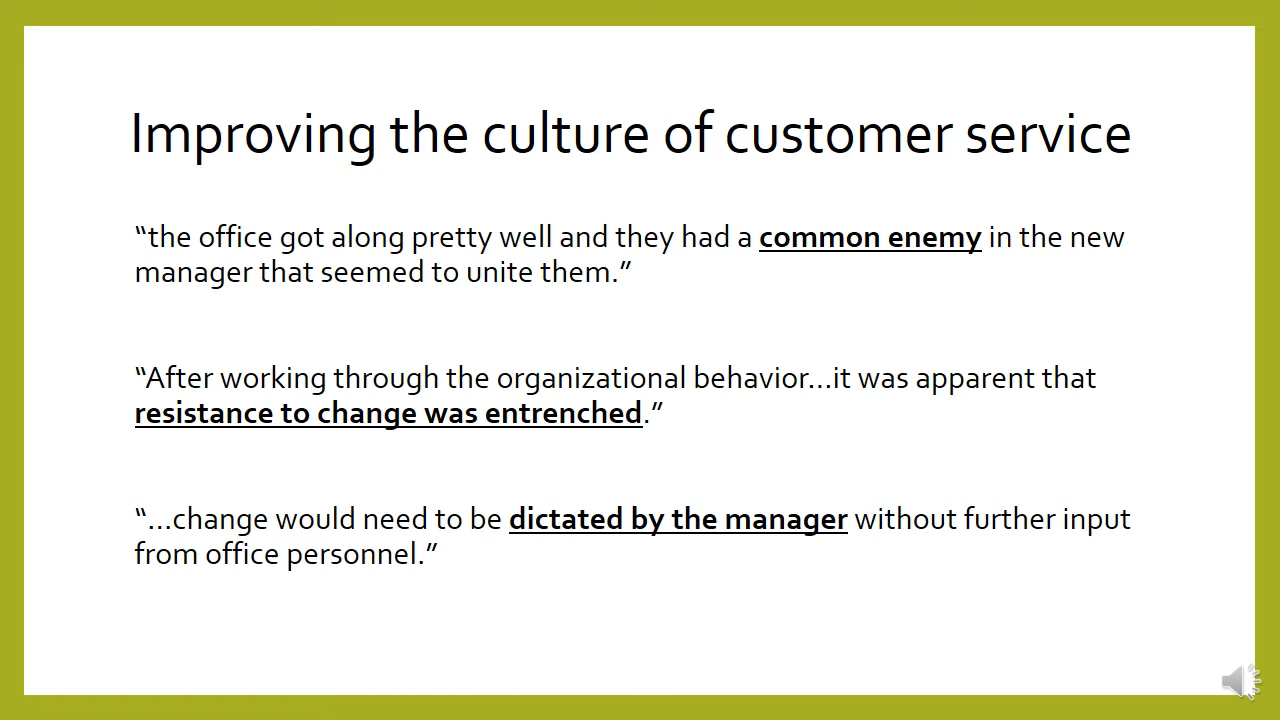 Improving the culture of customer service
“the office got along pretty well and they had a common enemy in the new
manager that seemed to unite them.”
“After working through the organizational behavior...it was apparent that
resistance to change was entrenched.”
“...change would need to be dictated by the manager without further input
from office personnel.”